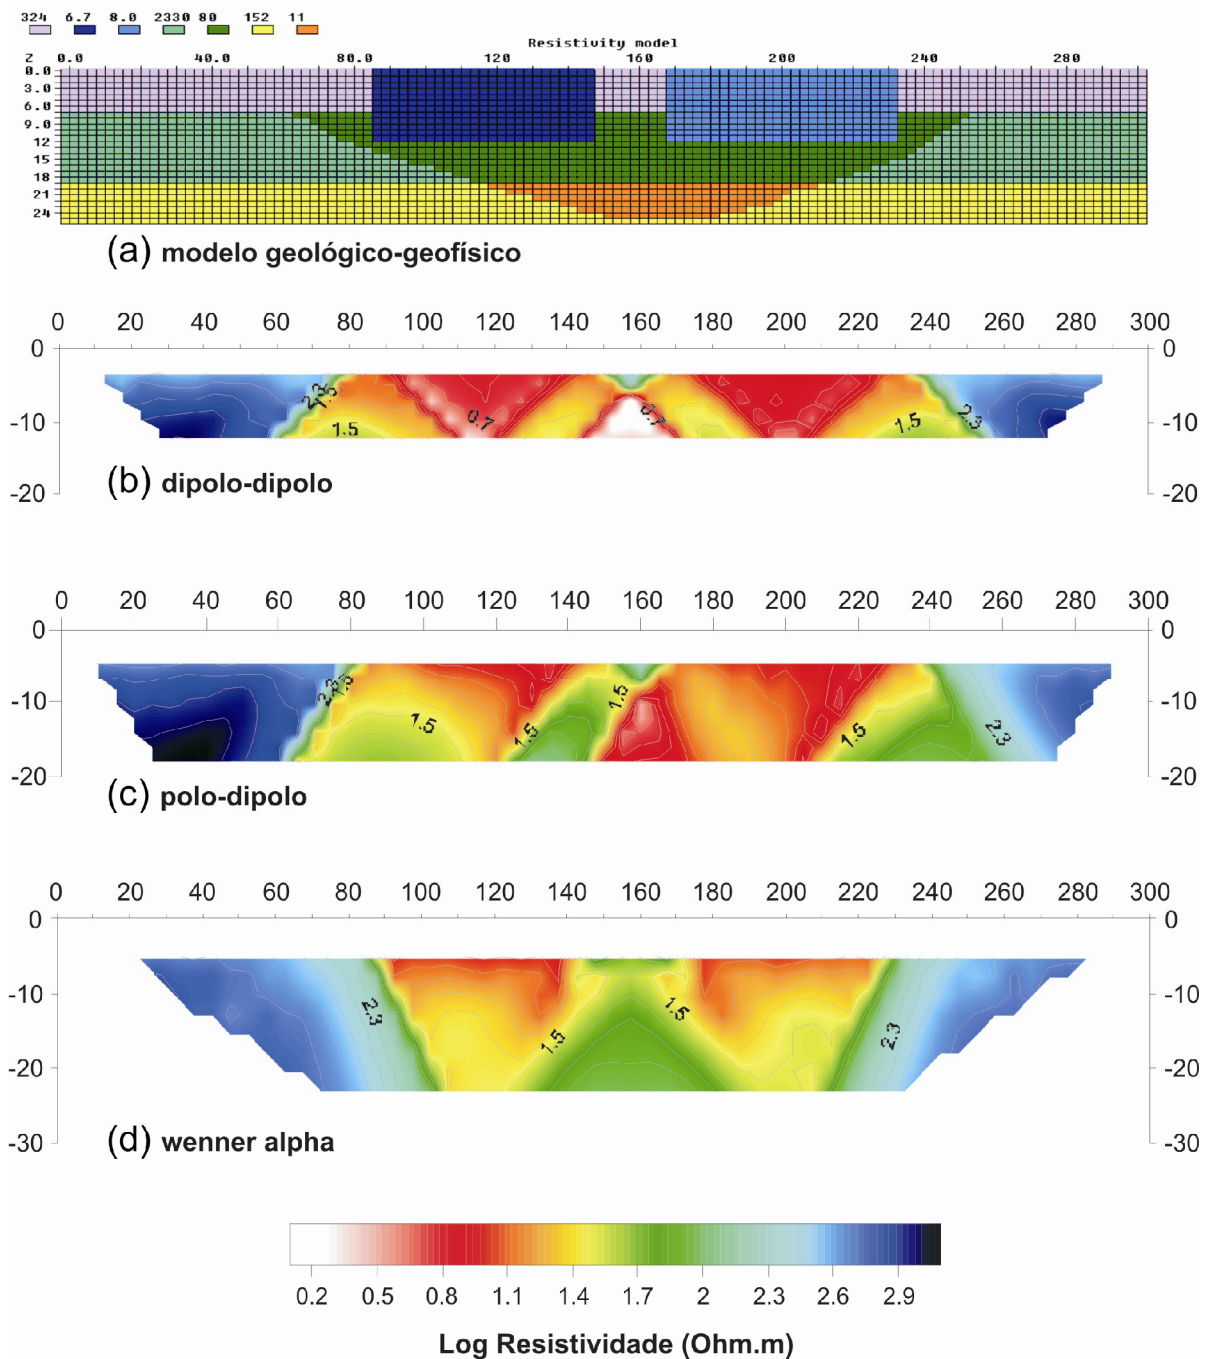 324 6.7 8.0 2330 80 152 11
Resistivity model
Z 0.0 40.0 80.0 120 160 200 240 280
0.0
3.0
6.0
9.0
12
15
18
21
24
(a) modelo geológico-geofísico
0 20 40 60 80 100 120 140 160 180 200 220 240 260 280 300
0 0
2.3 1.5
0.7 0.7
-10 1.5 1.5 2.3 -10
-20 -20
(b) dipolo-dipolo
0 20 40 60 80 100 120 140 160 180 200 220 240 260 280 300
0 0
2.3 1.5
-10 1.5 1.5 1.5 1.5 2.3 -10
-20 -20
(c) polo-dipolo
0 20 40 60 80 100 120 140 160 180 200 220 240 260 280 300
0 0
-10 2.3 1.5 1.5 2.3 -10
-20 -20
-30 -30
(d) wenner alpha
0.2 0.5 0.8 1.1 1.4 1.7 2 2.3 2.6 2.9
Log Resistividade (Ohm.m)